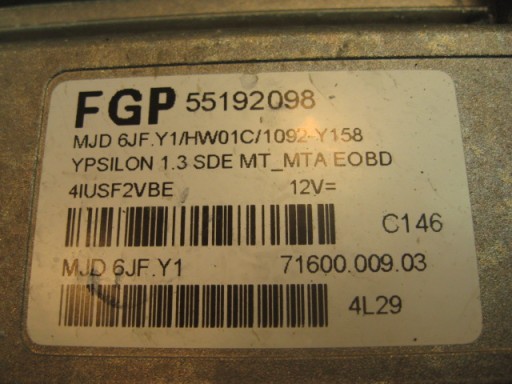 FGP 55192098
MJD 6JF.Y1/HW01C/1092-Y158
YPSILON 1.3 SDE MT_MTA EOBD
4IUSF2VBE 12V=
C146
MJD 6JF.Y1 71600.009.03
4L29